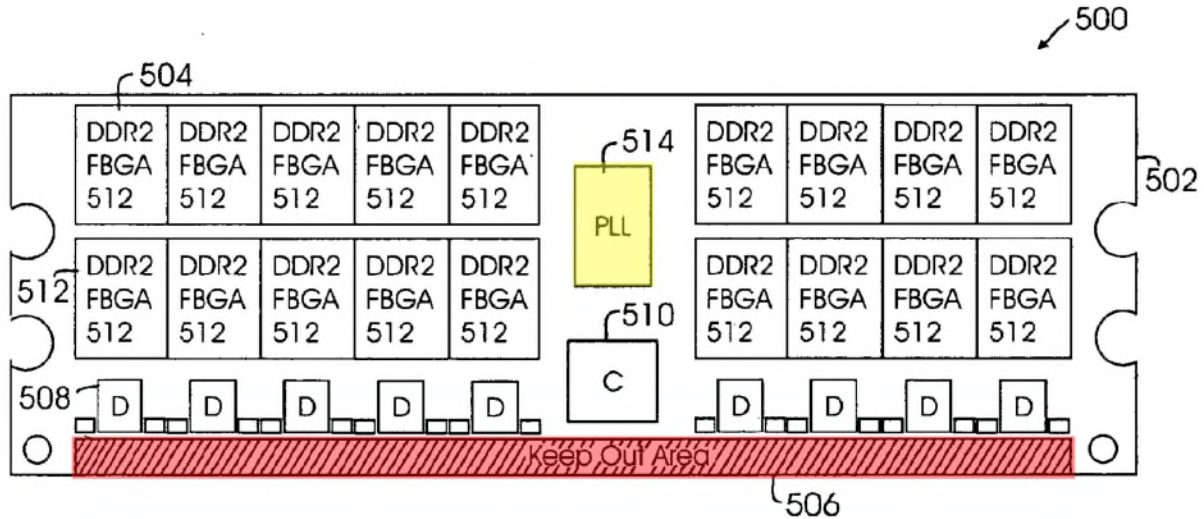 500
504
DDR2 DDR2 DDR2 DDR2 DDR2
FBGA FBGA FBGA FBGA FBGA
512 512 512 512 512
514
PLL
DDR2 DDR2 DDR2 DDR2
FBGA FBGA FBGA FBGA
512 512 512 512
502
512
DDR2 DDR2 DDR2 DDR2 DDR2
FBGA FBGA FBGA FBGA FBGA
512 512 512 512 512
510
C
DDR2 DDR2 DDR2 DDR2
FBGA FBGA FBGA FBGA
512 512 512 512
508
D D D D D
D D D D
Keep Out Area
506